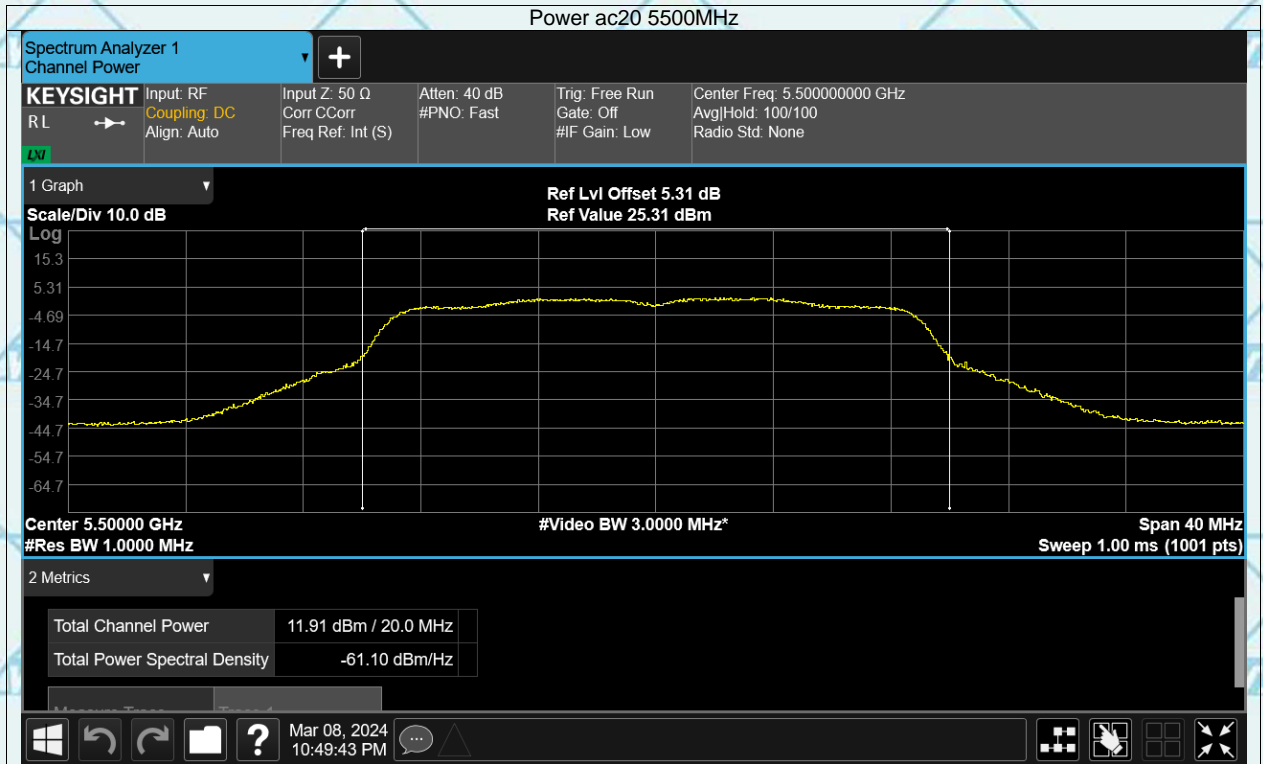 Power ac20 5500MHz
Spectrum Analyzer 1
Channel Power
KEYSIGHT
RL
LXI
Input: RF
Coupling: DC
Align: Auto
Input Z: 50 Ω
Corr CCorr
Freq Ref: Int (S)
Atten: 40 dB
#PNO: Fast
Trig: Free Run
Gate: Off
#IF Gain: Low
Center Freq: 5.500000000 GHz
Avg|Hold: 100/100
Radio Std: None
1 Graph
Ref Lvl Offset 5.31 dB
Scale/Div 10.0 dB
Ref Value 25.31 dBm
Log
15.3
5.31
-4.69
-14.7
-24.7
-34.7
-44.7
-54.7
-64.7
Center 5.50000 GHz
#Video BW 3.0000 MHz*
Span 40 MHz
#Res BW 1.0000 MHz
Sweep 1.00 ms (1001 pts)
2 Metrics
Total Channel Power 11.91 dBm / 20.0 MHz
Total Power Spectral Density -61.10 dBm/Hz
?
Mar 08, 2024
10:49:43 PM